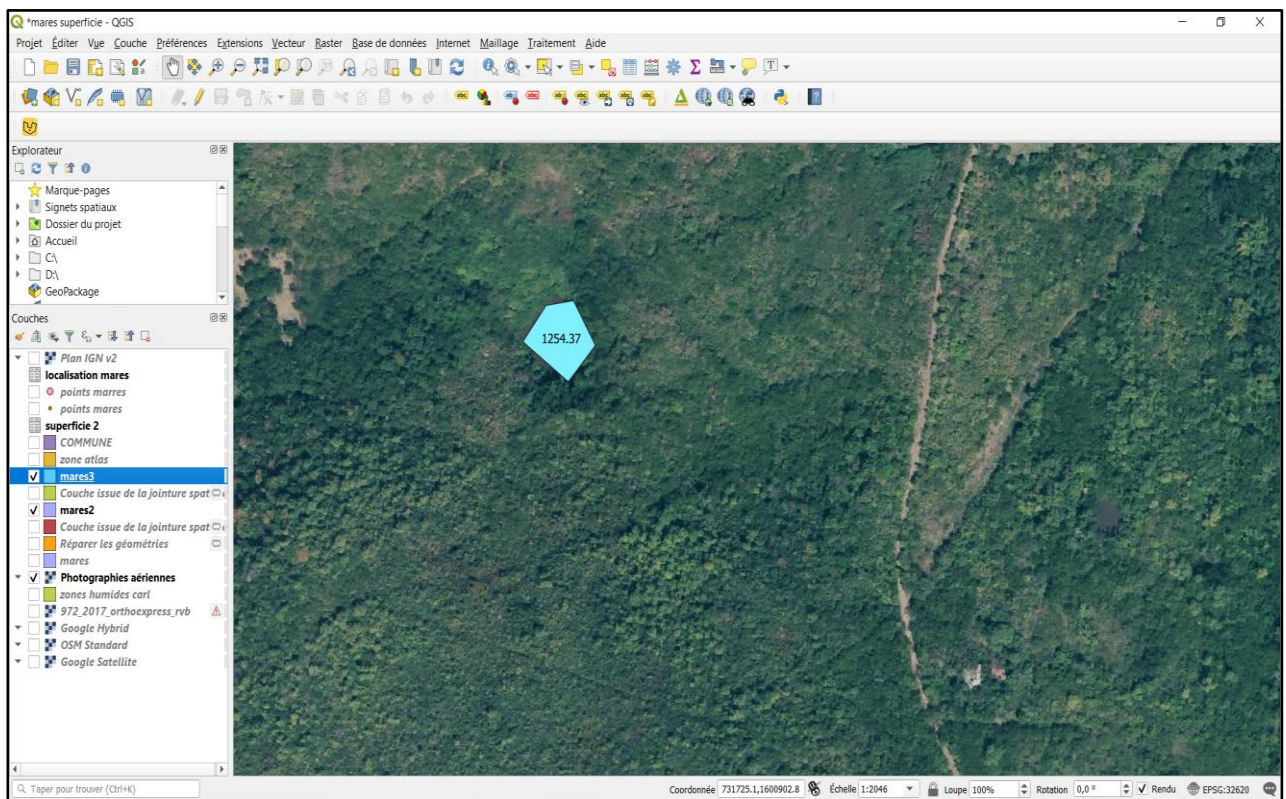 *mares superficie - QGIS
Projet Éditer Vue Couche Préférences Extensions Vecteur Raster Base de données Internet Maillage Traitement Aide
Explorateur
Marque-pages
Signets spatiaux
Dossier du projet
Accueil
C:\
D:\
GeoPackage
Couches
Plan IGN v2
localisation mares
points marres
points mares
superficie 2
COMMUNE
zone atlas
mares3
Couche issue de la jointure spat
mares2
Couche issue de la jointure spat
Réparer les géométries
mares
Photographies aériennes
zones humides carl
972_2017_orthoexpress_rvb
Google Hybrid
OSM Standard
Google Satellite
1254.37
Taper pour trouver (Ctrl+K) Coordonnée 731725.1,1600902.8 Échelle 1:2046 Loupe 100% Rotation 0,0 ° Rendu EPSG:32620